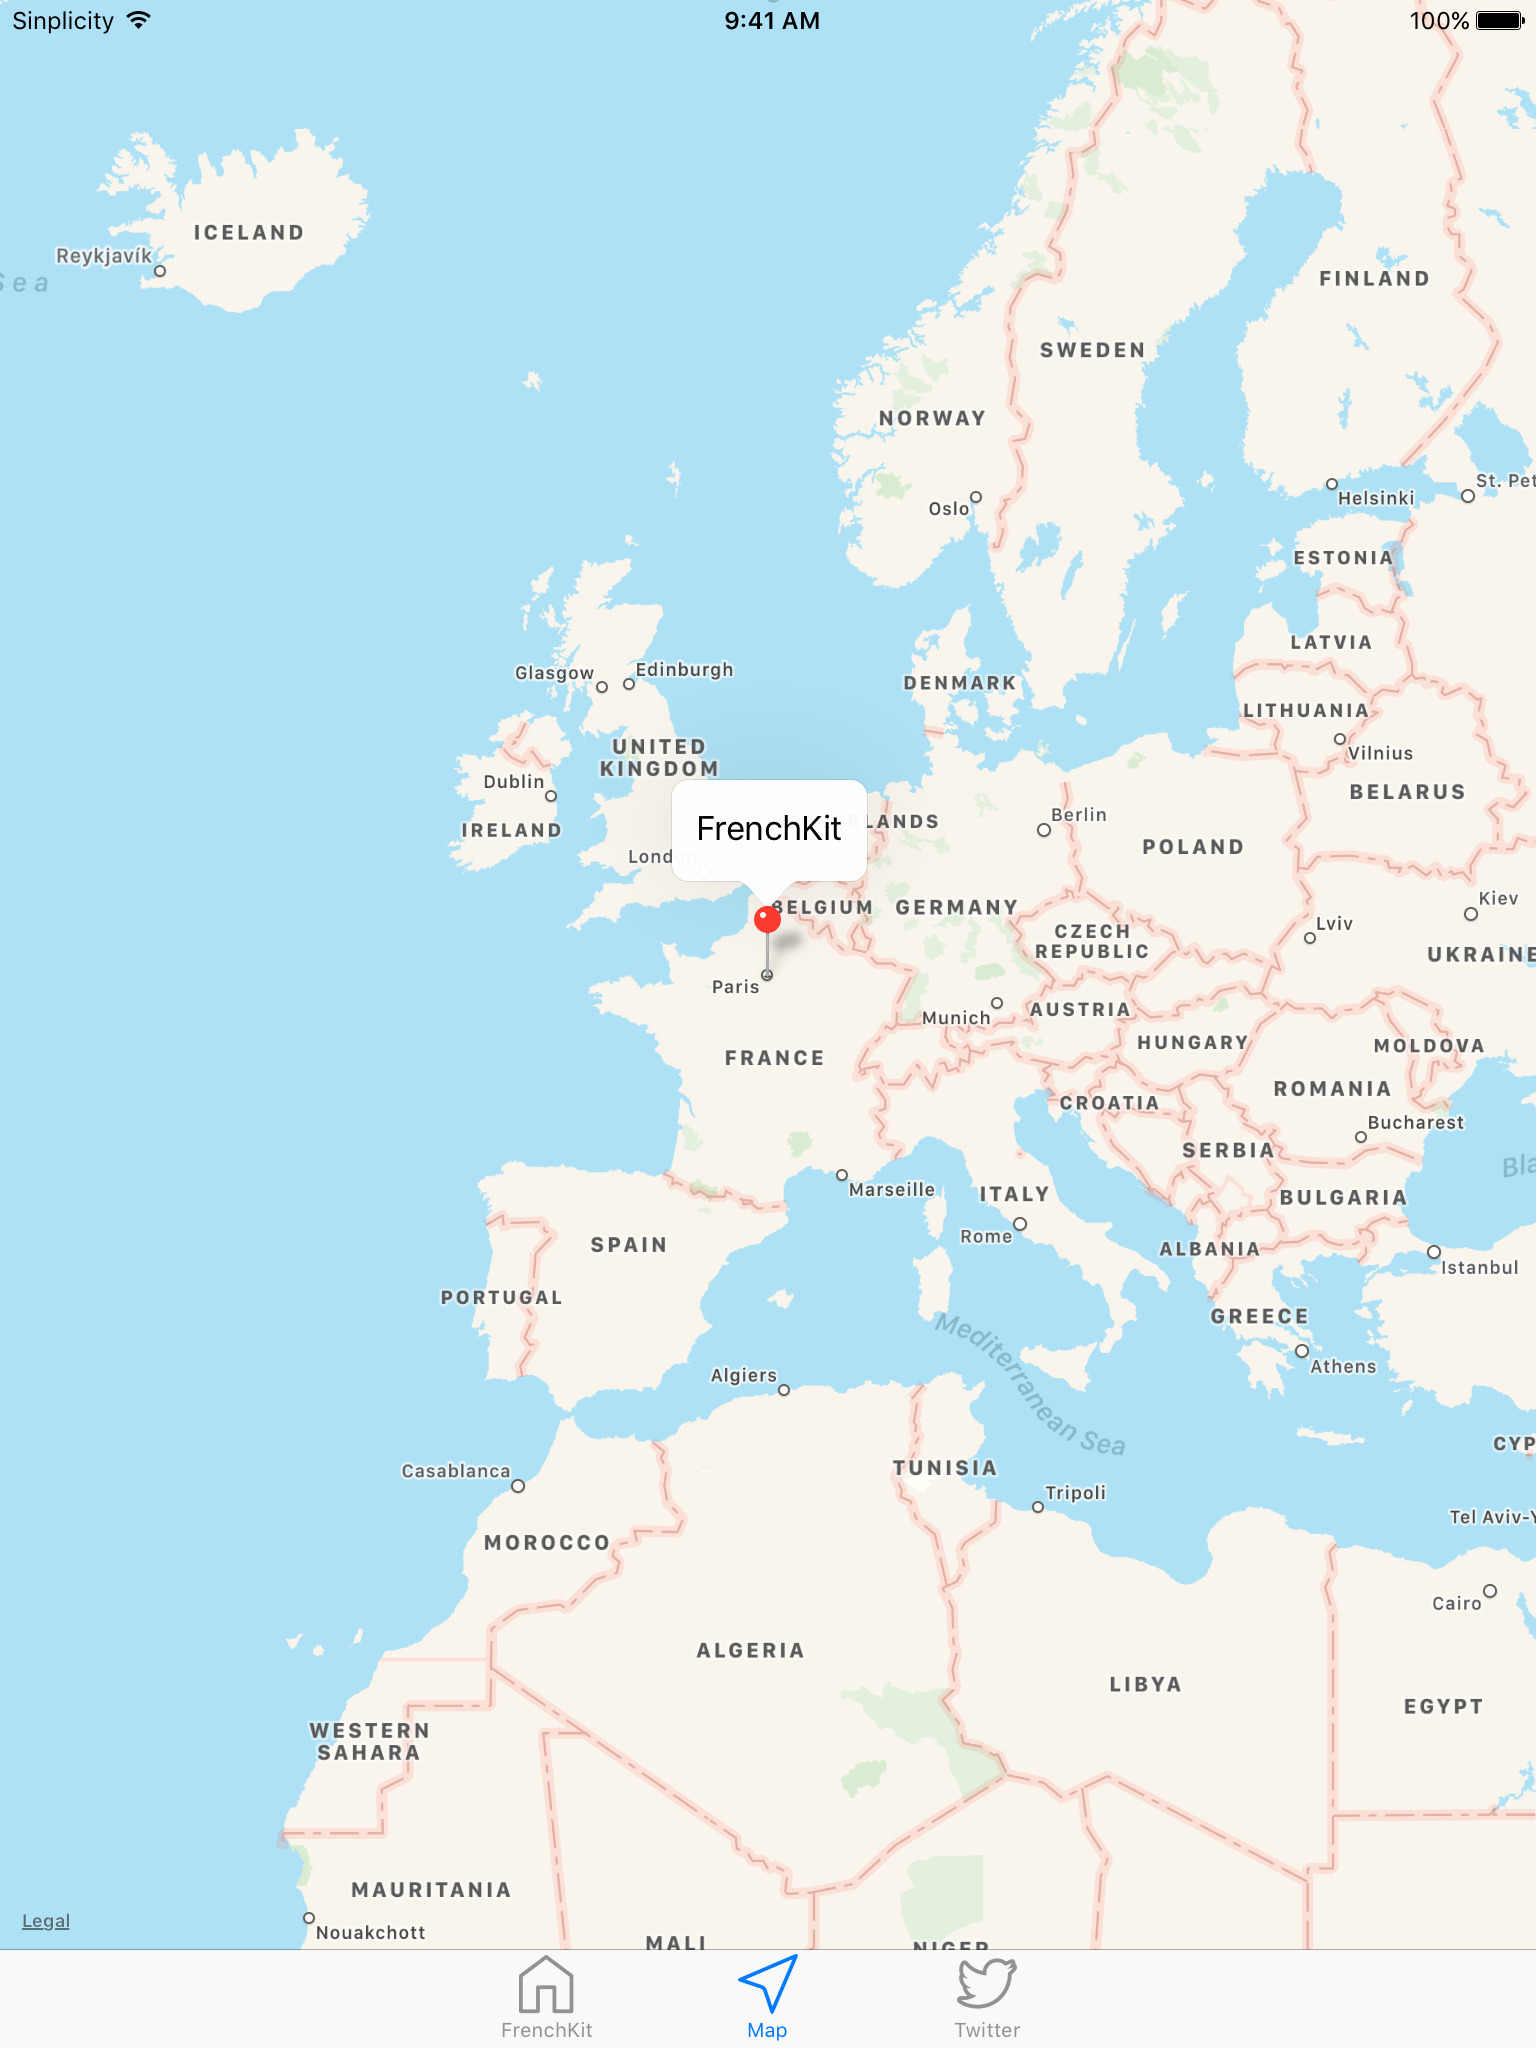 Sinplicity
9:41 AM
100%
ICELAND
Reykjavík
Sea
FINLAND
SWEDEN
NORWAY
Oslo
Helsinki
St. Pet
ESTONIA
LATVIA
Glasgow
Edinburgh
DENMARK
LITHUANIA
Vilnius
UNITED
KINGDOM
Dublin
IRELAND
BELARUS
FrenchKit
RLANDS
Berlin
POLAND
London
BELGIUM
GERMANY
Kiev
Lviv
CZECH
REPUBLIC
UKRAINE
Paris
Munich
AUSTRIA
HUNGARY
MOLDOVA
FRANCE
ROMANIA
CROATIA
Bucharest
SERBIA
Bla
Marseille
ITALY
BULGARIA
Rome
SPAIN
ALBANIA
Istanbul
PORTUGAL
GREECE
Mediterranean Sea
Athens
Algiers
CYP
Casablanca
TUNISIA
Tripoli
Tel Aviv-Y
MOROCCO
Cairo
ALGERIA
LIBYA
EGYPT
WESTERN
SAHARA
MAURITANIA
Legal
Nouakchott
MALI
NIGER
FrenchKit
Map
Twitter